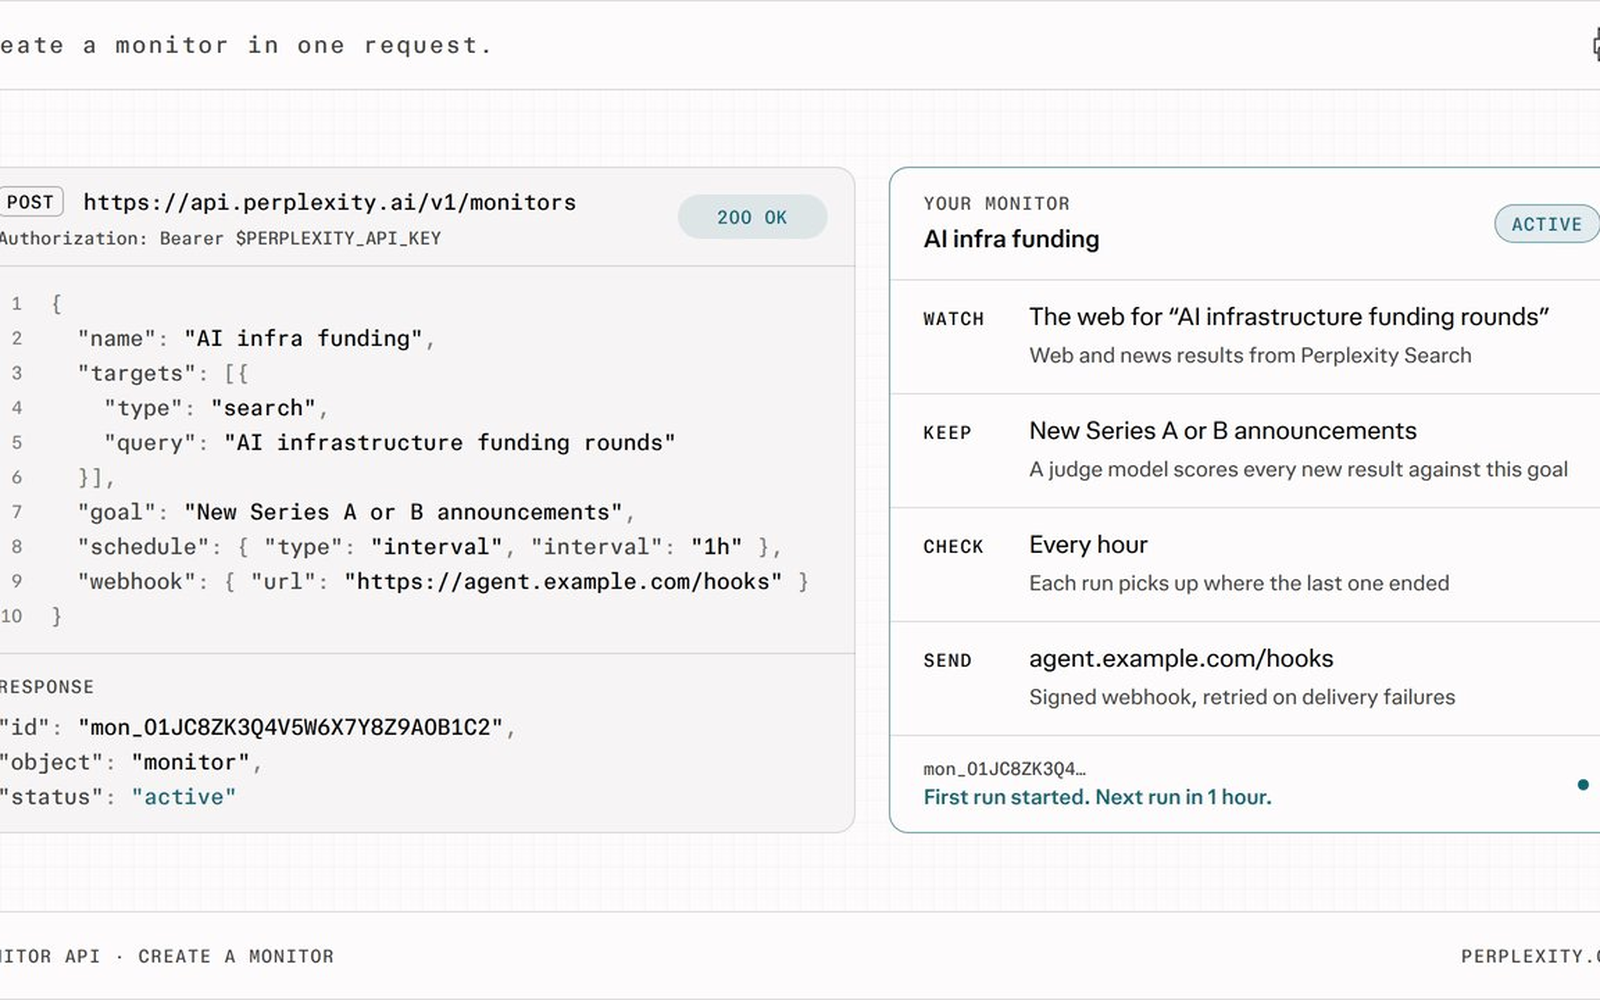 eate a monitor in one request.
POST https://api.perplexity.ai/v1/monitors
Authorization: Bearer $PERPLEXITY_API_KEY
200 OK
1 {
2 "name": "AI infra funding",
3 "targets": [{
4 "type": "search",
5 "query": "AI infrastructure funding rounds"
6 }],
7 "goal": "New Series A or B announcements",
8 "schedule": { "type": "interval", "interval": "1h" },
9 "webhook": { "url": "https://agent.example.com/hooks" }
10 }
RESPONSE
"id": "mon_01JC8ZK3Q4V5W6X7Y8Z9A0B1C2",
"object": "monitor",
"status": "active"
YOUR MONITOR
AI infra funding
ACTIVE
WATCH The web for “AI infrastructure funding rounds”
Web and news results from Perplexity Search
KEEP New Series A or B announcements
A judge model scores every new result against this goal
CHECK Every hour
Each run picks up where the last one ended
SEND agent.example.com/hooks
Signed webhook, retried on delivery failures
mon_01JC8ZK3Q4…
First run started. Next run in 1 hour.
NITOR API · CREATE A MONITOR
PERPLEXITY.